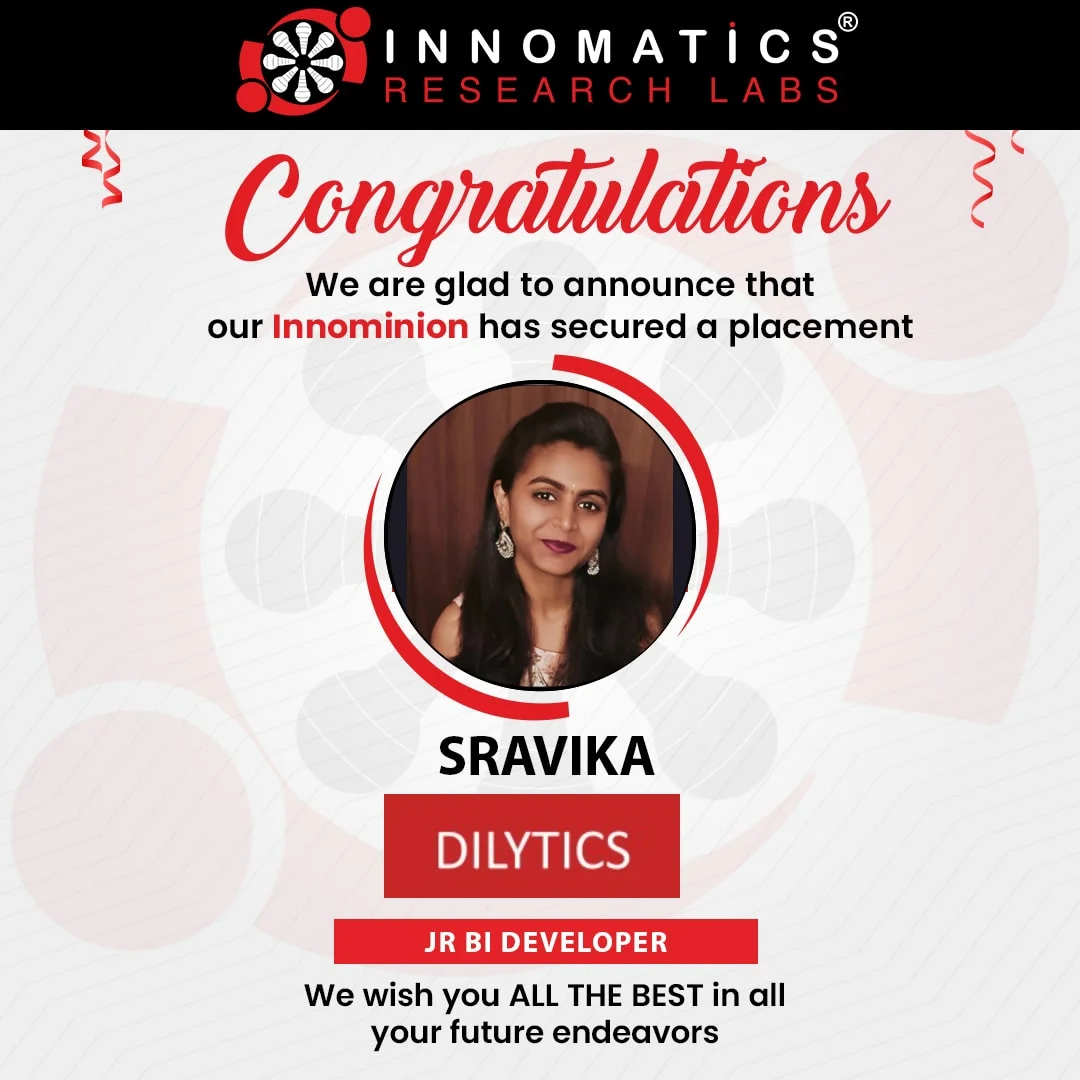 INNOMATICS®
RESEARCH LABS
Congratulations
We are glad to announce that
our Innominion has secured a placement
SRAVIKA
DILYTICS
JR BI DEVELOPER
We wish you ALL THE BEST in all
your future endeavors